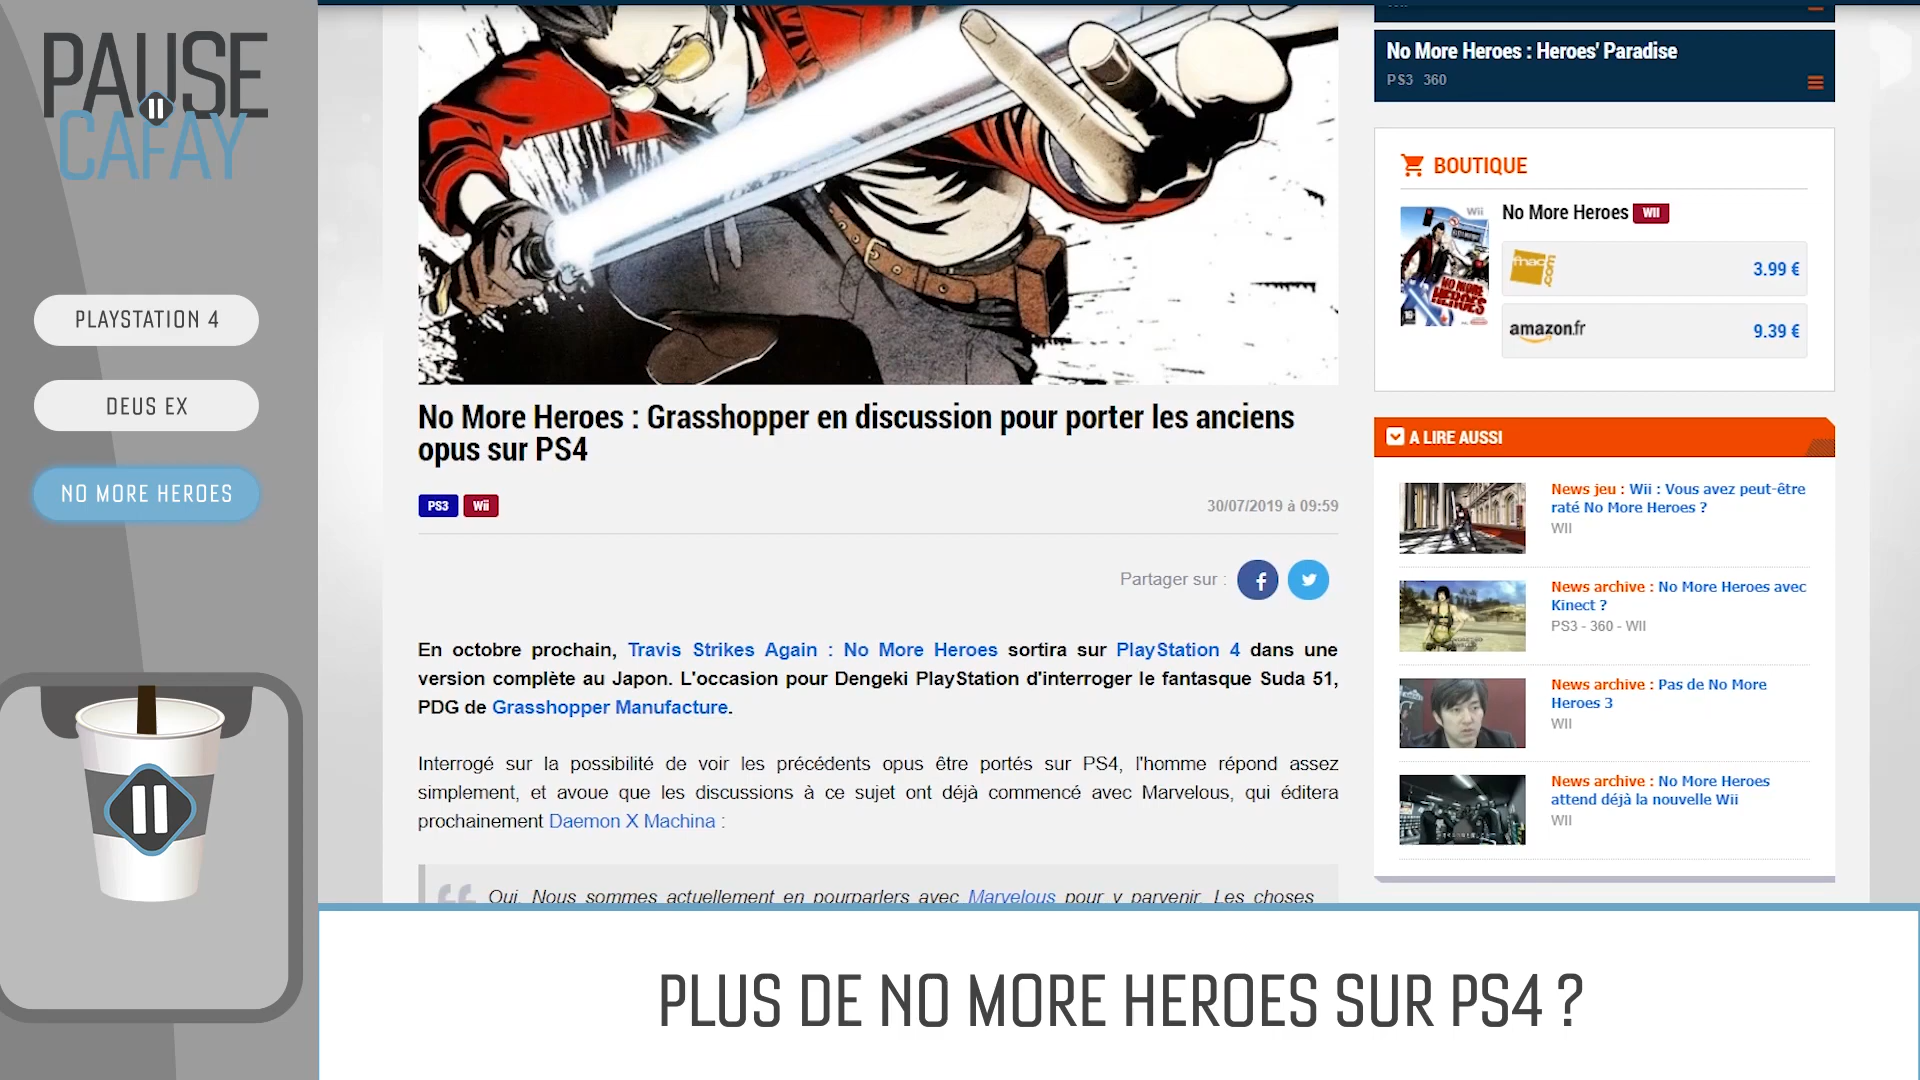 PAUSE
CAFAY
PLAYSTATION 4
DEUS EX
NO MORE HEROES
No More Heroes : Grasshopper en discussion pour porter les anciens
opus sur PS4
PS3 Wii
30/07/2019 à 09:59
Partager sur :
En octobre prochain, Travis Strikes Again : No More Heroes sortira sur PlayStation 4 dans une
version complète au Japon. L'occasion pour Dengeki PlayStation d'interroger le fantasque Suda 51,
PDG de Grasshopper Manufacture.
Interrogé sur la possibilité de voir les précédents opus être portés sur PS4, l'homme répond assez
simplement, et avoue que les discussions à ce sujet ont déjà commencé avec Marvelous, qui éditera
prochainement Daemon X Machina :
Oui. Nous sommes actuellement en pourparlers avec Marvelous pour y parvenir. Les choses
No More Heroes : Heroes' Paradise
PS3 360
BOUTIQUE
No More Heroes WII
Wii
NO MORE
HEROES
fnac.com
3.99 €
amazon.fr
9.39 €
A LIRE AUSSI
News jeu : Wii : Vous avez peut-être
raté No More Heroes ?
WII
News archive : No More Heroes avec
Kinect ?
PS3 - 360 - WII
News archive : Pas de No More
Heroes 3
WII
News archive : No More Heroes
attend déjà la nouvelle Wii
WII
PLUS DE NO MORE HEROES SUR PS4 ?